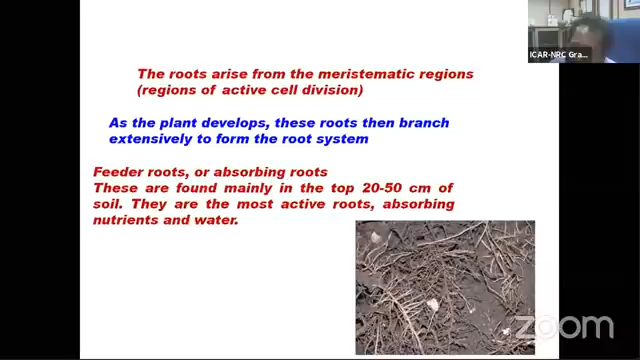 ICAR-NRC Gra...
The roots arise from the meristematic regions
(regions of active cell division)
As the plant develops, these roots then branch
extensively to form the root system
Feeder roots, or absorbing roots
These are found mainly in the top 20-50 cm of
soil. They are the most active roots, absorbing
nutrients and water.
zoom